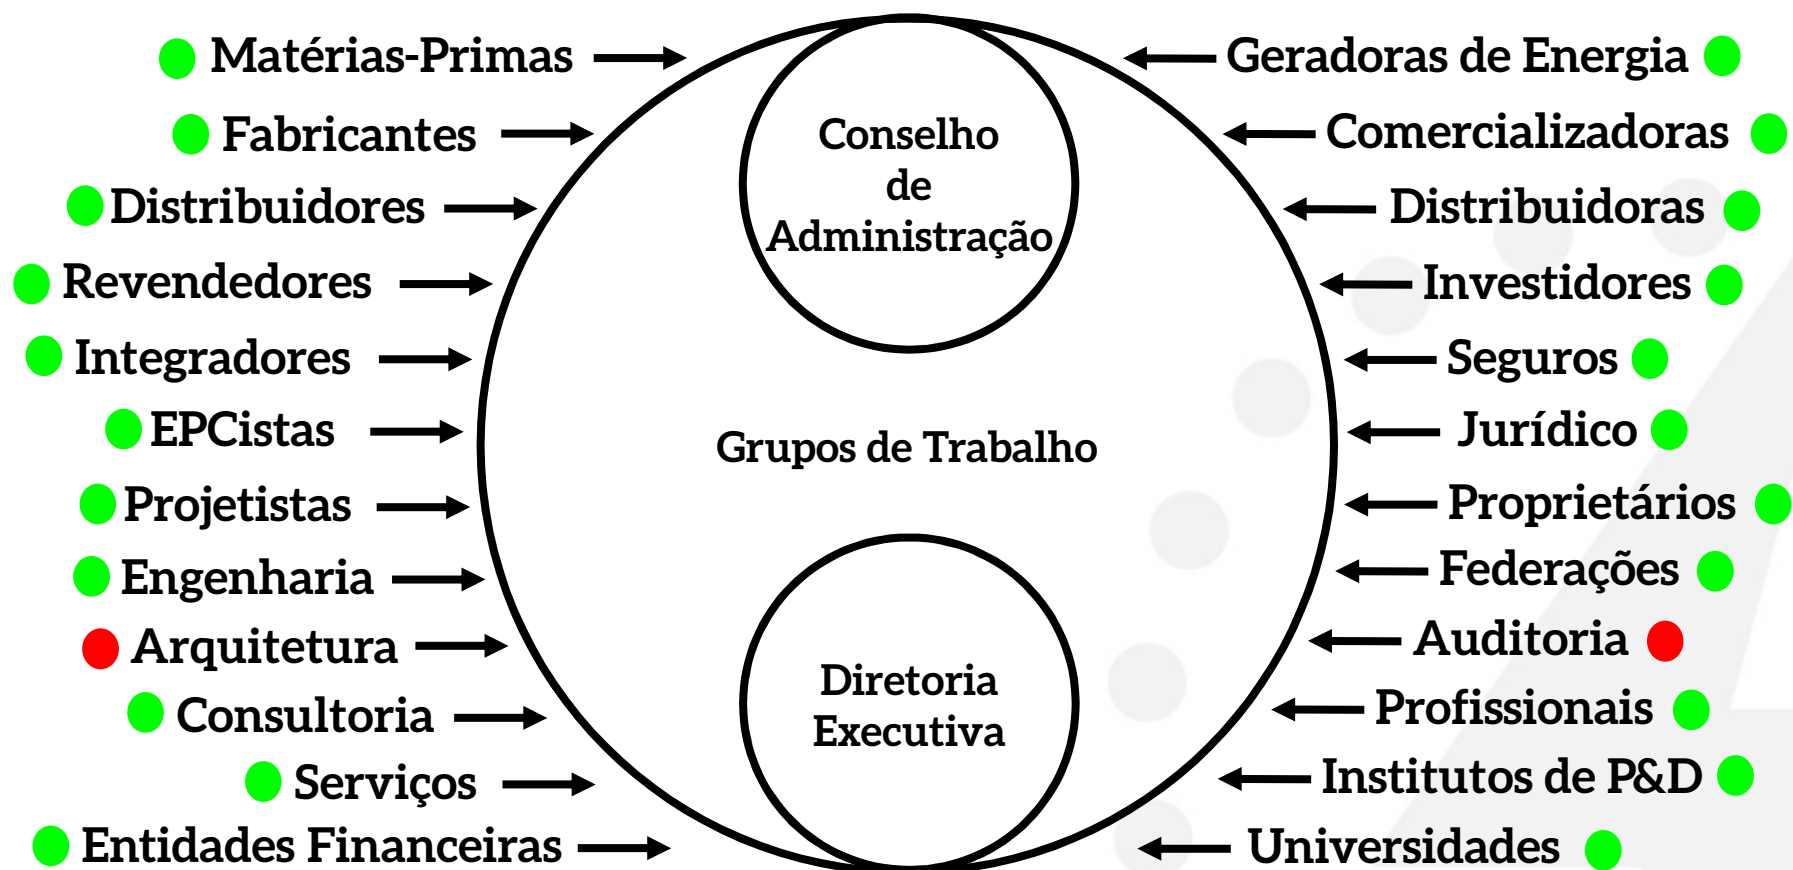 Matérias-Primas
Fabricantes
Distribuidores
Revendedores
Integradores
EPCistas
Projetistas
Engenharia
Arquitetura
Consultoria
Serviços
Entidades Financeiras
Conselho
de
Administração
Grupos de Trabalho
Diretoria
Executiva
Geradoras de Energia
Comercializadoras
Distribuidoras
Investidores
Seguros
Jurídico
Proprietários
Federações
Auditoria
Profissionais
Institutos de P&D
Universidades